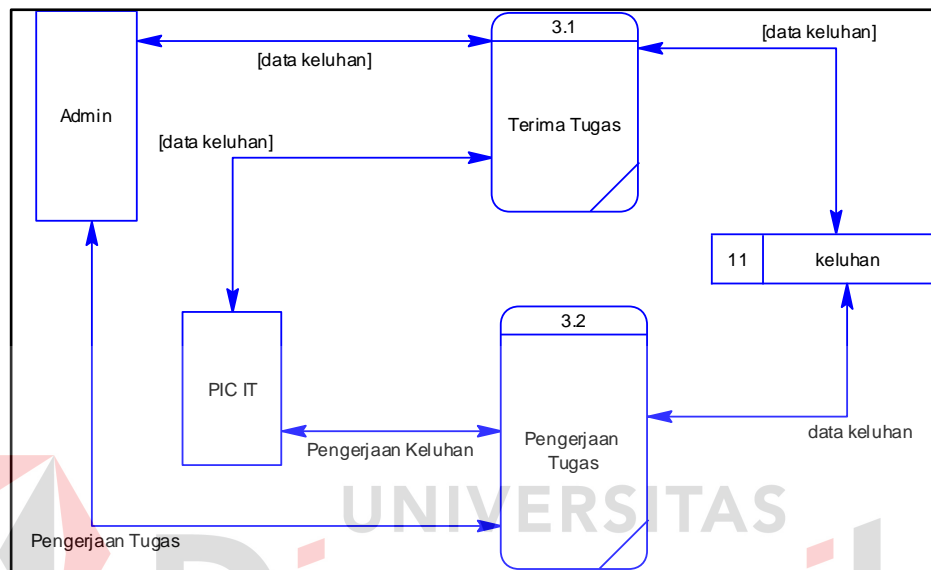 3.1
[data keluhan]
[data keluhan]
Admin
Terima Tugas
[data keluhan]
11
keluhan
3.2
PIC IT
Pengerjaan Keluhan
Pengerjaan
Tugas
data keluhan
UNIVERSITAS
Pengerjaan Tugas